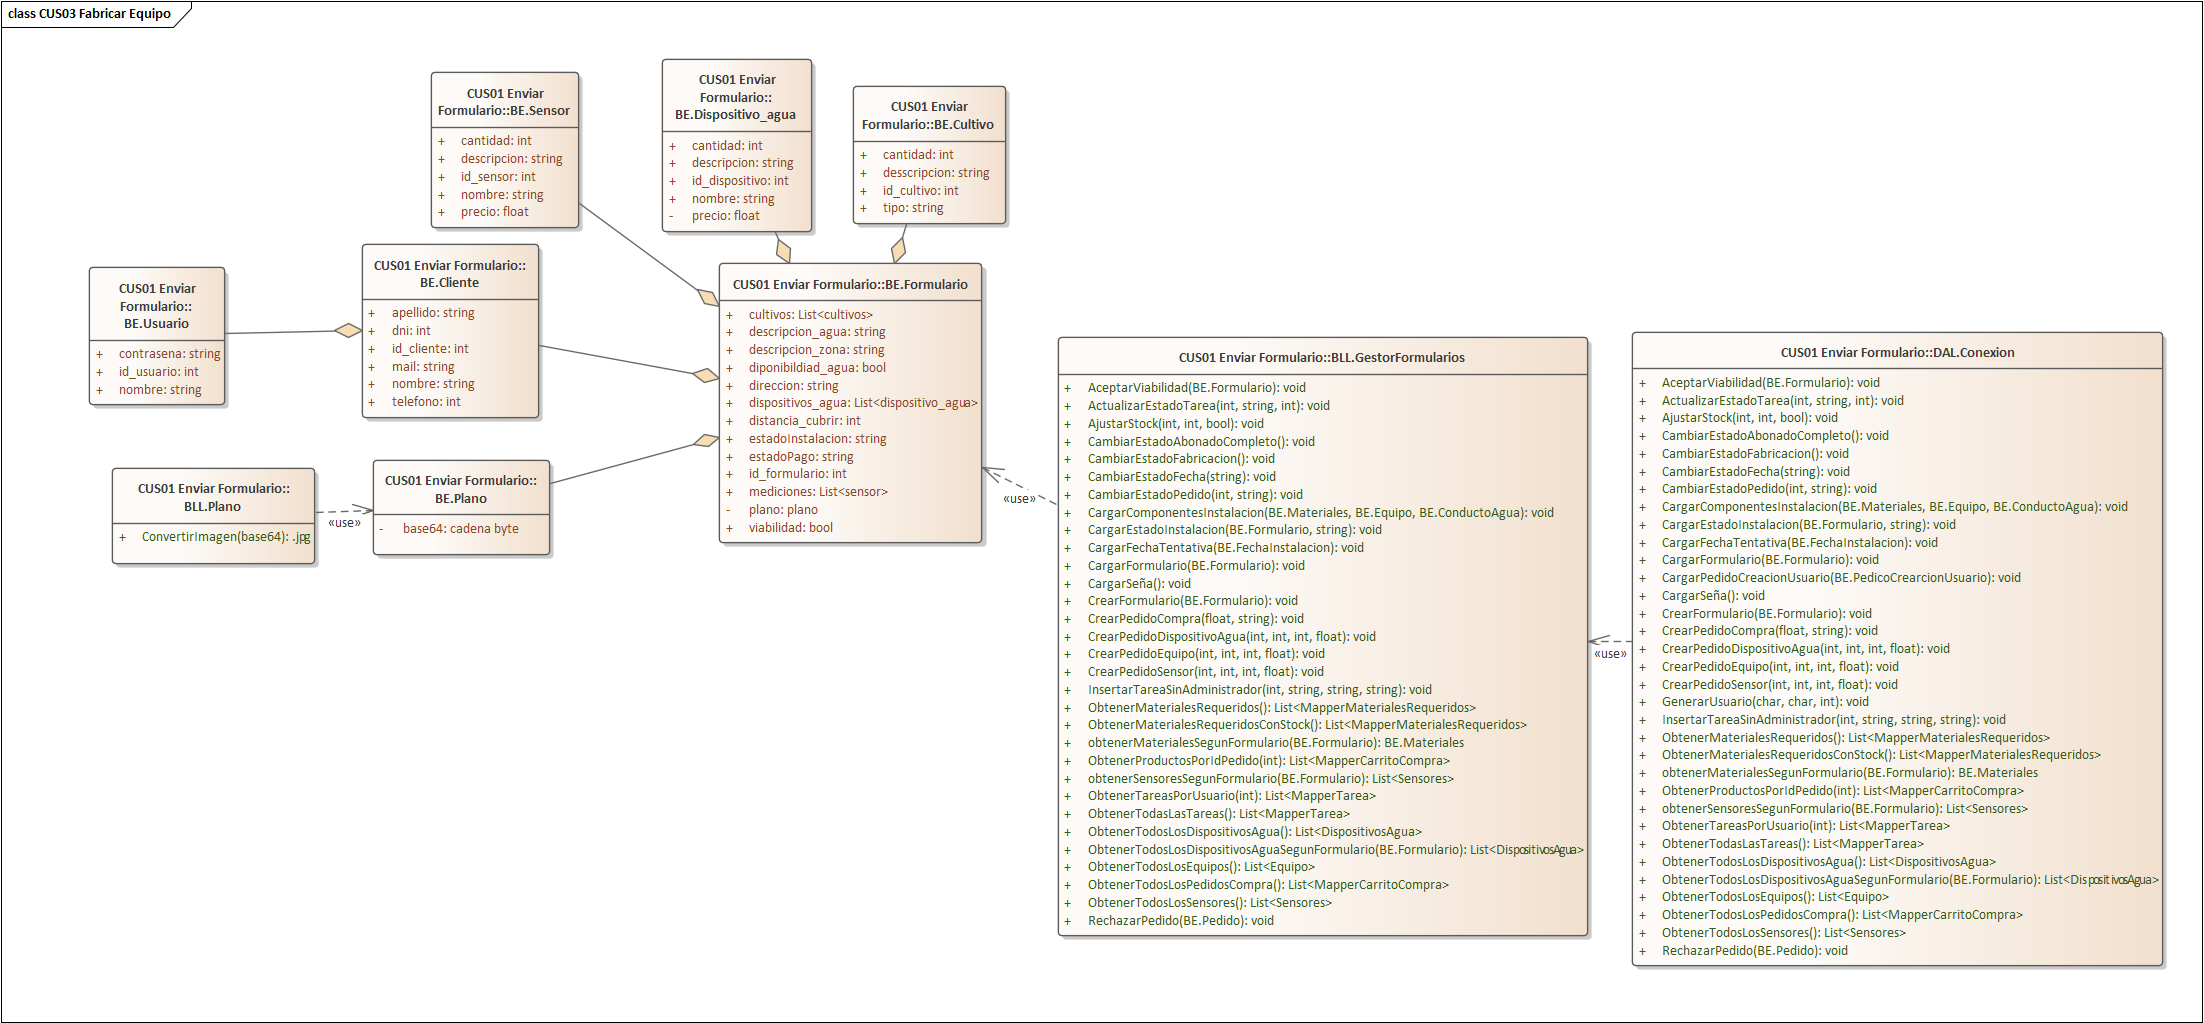 class CUS03 Fabricar Equipo
CUS01 Enviar
Formulario::BE.Sensor
+ cantidad: int
+ descripcion: string
+ id_sensor: int
+ nombre: string
+ precio: float
CUS01 Enviar
Formulario::
BE.Dispositivo_agua
+ cantidad: int
+ descripcion: string
+ id_dispositivo: int
+ nombre: string
- precio: float
CUS01 Enviar
Formulario::BE.Cultivo
+ cantidad: int
+ desscripcion: string
+ id_cultivo: int
+ tipo: string
CUS01 Enviar
Formulario::
BE.Usuario
+ contrasena: string
+ id_usuario: int
+ nombre: string
CUS01 Enviar Formulario::
BE.Cliente
+ apellido: string
+ dni: int
+ id_cliente: int
+ mail: string
+ nombre: string
+ telefono: int
CUS01 Enviar Formulario::BE.Formulario
+ cultivos: List<cultivos>
+ descripcion_agua: string
+ descripcion_zona: string
+ diponibildiad_agua: bool
+ direccion: string
+ dispositivos_agua: List<dispositivo_agua>
+ distancia_cubrir: int
+ estadoInstalacion: string
+ estadoPago: string
+ id_formulario: int
+ mediciones: List<sensor>
- plano: plano
+ viabilidad: bool
CUS01 Enviar Formulario::
BLL.Plano
+ ConvertirImagen(base64): .jpg
«use»
CUS01 Enviar Formulario::
BE.Plano
- base64: cadena byte
«use»
CUS01 Enviar Formulario::BLL.GestorFormularios
+ AceptarViabilidad(BE.Formulario): void
+ ActualizarEstadoTarea(int, string, int): void
+ AjustarStock(int, int, bool): void
+ CambiarEstadoAbonadoCompleto(): void
+ CambiarEstadoFabricacion(): void
+ CambiarEstadoFecha(string): void
+ CambiarEstadoPedido(int, string): void
+ CargarComponentesInstalacion(BE.Materiales, BE.Equipo, BE.ConductoAgua): void
+ CargarEstadoInstalacion(BE.Formulario, string): void
+ CargarFechaTentativa(BE.FechaInstalacion): void
+ CargarFormulario(BE.Formulario): void
+ CargarSeña(): void
+ CrearFormulario(BE.Formulario): void
+ CrearPedidoCompra(float, string): void
+ CrearPedidoDispositivoAgua(int, int, int, float): void
+ CrearPedidoEquipo(int, int, int, float): void
+ CrearPedidoSensor(int, int, int, float): void
+ InsertarTareaSinAdministrador(int, string, string, string): void
+ ObtenerMaterialesRequeridos(): List<MapperMaterialesRequeridos>
+ ObtenerMaterialesRequeridosConStock(): List<MapperMaterialesRequeridos>
+ obtenerMaterialesSegunFormulario(BE.Formulario): BE.Materiales
+ ObtenerProductosPorIdPedido(int): List<MapperCarritoCompra>
+ obtenerSensoresSegunFormulario(BE.Formulario): List<Sensores>
+ ObtenerTareasPorUsuario(int): List<MapperTarea>
+ ObtenerTodasLasTareas(): List<MapperTarea>
+ ObtenerTodosLosDispositivosAgua(): List<DispositivosAgua>
+ ObtenerTodosLosDispositivosAguaSegunFormulario(BE.Formulario): List<DispositivosAgua>
+ ObtenerTodosLosEquipos(): List<Equipo>
+ ObtenerTodosLosPedidosCompra(): List<MapperCarritoCompra>
+ ObtenerTodosLosSensores(): List<Sensores>
+ RechazarPedido(BE.Pedido): void
«use»
CUS01 Enviar Formulario::DAL.Conexion
+ AceptarViabilidad(BE.Formulario): void
+ ActualizarEstadoTarea(int, string, int): void
+ AjustarStock(int, int, bool): void
+ CambiarEstadoAbonadoCompleto(): void
+ CambiarEstadoFabricacion(): void
+ CambiarEstadoFecha(string): void
+ CambiarEstadoPedido(int, string): void
+ CargarComponentesInstalacion(BE.Materiales, BE.Equipo, BE.ConductoAgua): void
+ CargarEstadoInstalacion(BE.Formulario, string): void
+ CargarFechaTentativa(BE.FechaInstalacion): void
+ CargarFormulario(BE.Formulario): void
+ CargarPedidoCreacionUsuario(BE.PedicoCrearcionUsuario): void
+ CargarSeña(): void
+ CrearFormulario(BE.Formulario): void
+ CrearPedidoCompra(float, string): void
+ CrearPedidoDispositivoAgua(int, int, int, float): void
+ CrearPedidoEquipo(int, int, int, float): void
+ CrearPedidoSensor(int, int, int, float): void
+ GenerarUsuario(char, char, int): void
+ InsertarTareaSinAdministrador(int, string, string, string): void
+ ObtenerMaterialesRequeridos(): List<MapperMaterialesRequeridos>
+ ObtenerMaterialesRequeridosConStock(): List<MapperMaterialesRequeridos>
+ obtenerMaterialesSegunFormulario(BE.Formulario): BE.Materiales
+ ObtenerProductosPorIdPedido(int): List<MapperCarritoCompra>
+ obtenerSensoresSegunFormulario(BE.Formulario): List<Sensores>
+ ObtenerTareasPorUsuario(int): List<MapperTarea>
+ ObtenerTodasLasTareas(): List<MapperTarea>
+ ObtenerTodosLosDispositivosAgua(): List<DispositivosAgua>
+ ObtenerTodosLosDispositivosAguaSegunFormulario(BE.Formulario): List<DispositivosAgua>
+ ObtenerTodosLosEquipos(): List<Equipo>
+ ObtenerTodosLosPedidosCompra(): List<MapperCarritoCompra>
+ ObtenerTodosLosSensores(): List<Sensores>
+ RechazarPedido(BE.Pedido): void